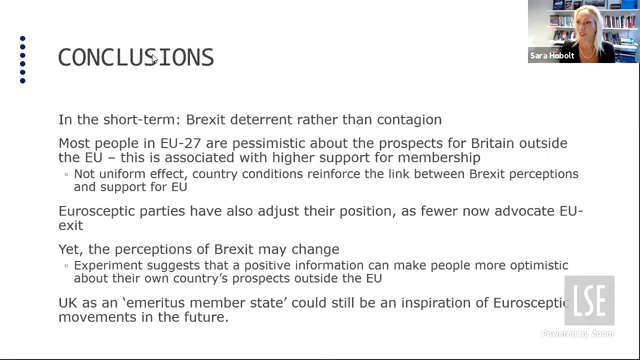 CONCLUSIONS
Sara Hobolt
In the short-term: Brexit deterrent rather than contagion
Most people in EU-27 are pessimistic about the prospects for Britain outside
the EU – this is associated with higher support for membership
◦ Not uniform effect, country conditions reinforce the link between Brexit perceptions
and support for EU
Eurosceptic parties have also adjust their position, as fewer now advocate EU-
exit
Yet, the perceptions of Brexit may change
◦ Experiment suggests that a positive information can make people more optimistic
about their own country's prospects outside the EU
UK as an 'emeritus member state' could still be an inspiration of Eurosceptic
movements in the future.
LSE
Powered by Zoom